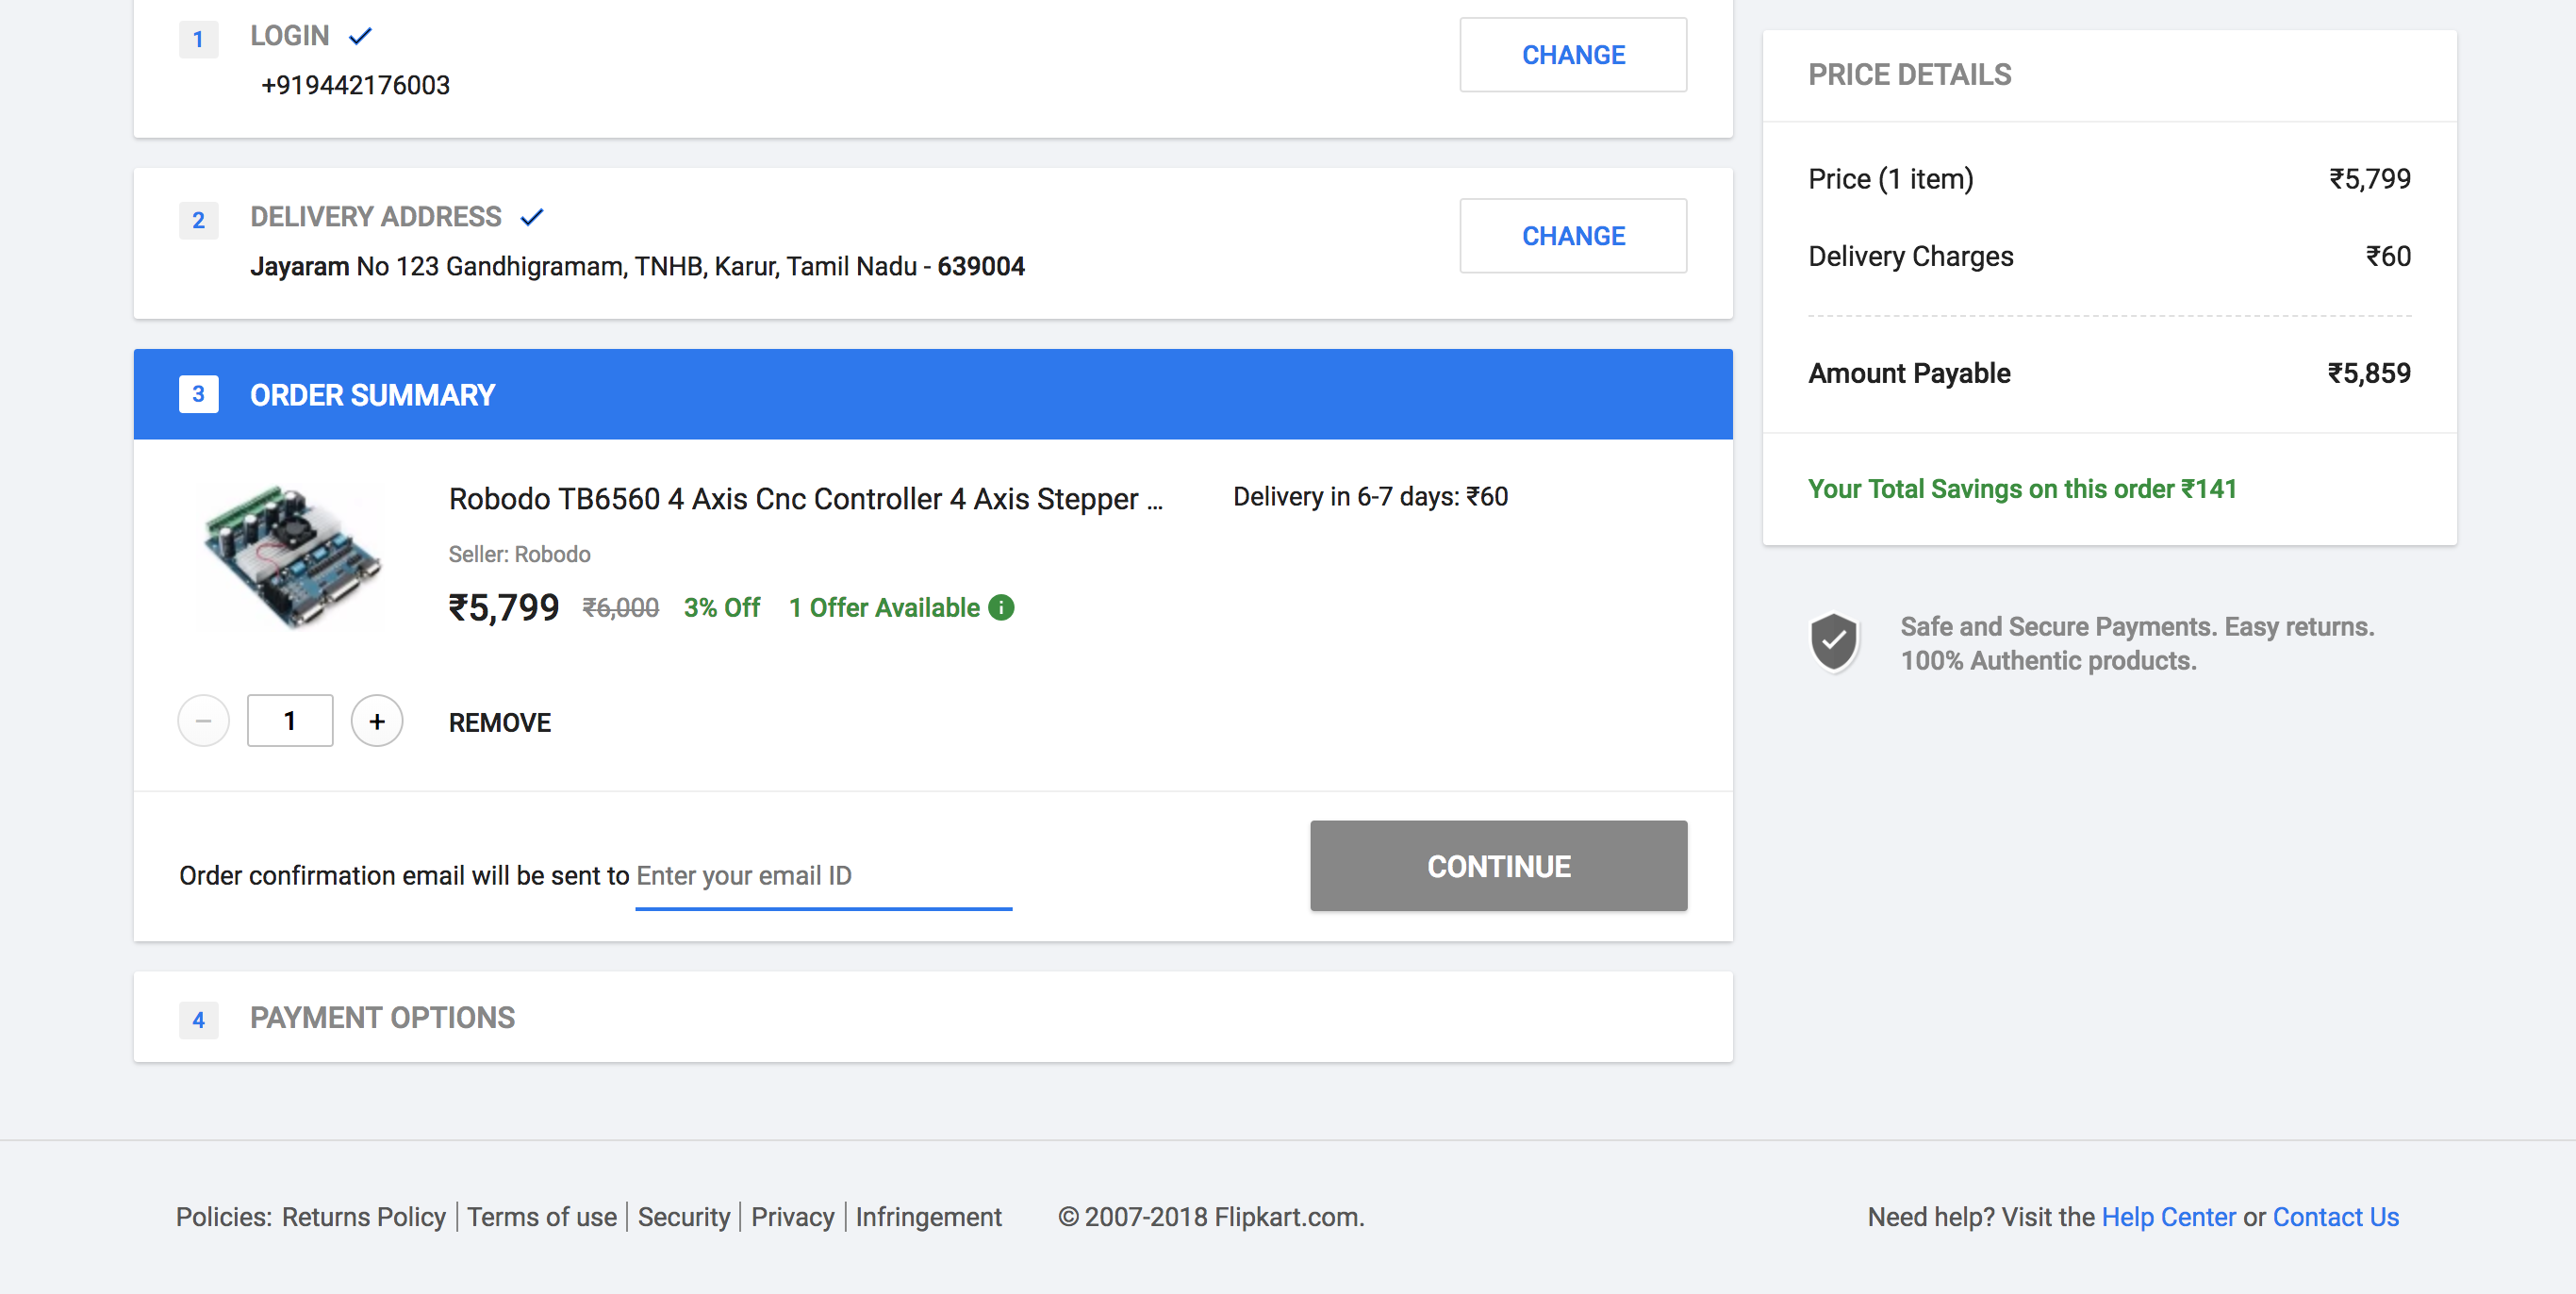 1 LOGIN
CHANGE
+919442176003
2 DELIVERY ADDRESS
CHANGE
Jayaram No 123 Gandhigramam, TNHB, Karur, Tamil Nadu - 639004
3 ORDER SUMMARY
Robodo TB6560 4 Axis Cnc Controller 4 Axis Stepper ...
Delivery in 6-7 days: ₹60
Seller: Robodo
₹5,799 ₹6,000 3% Off 1 Offer Available i
1 + REMOVE
Order confirmation email will be sent to Enter your email ID
CONTINUE
4 PAYMENT OPTIONS
PRICE DETAILS
Price (1 item) ₹5,799
Delivery Charges ₹60
Amount Payable ₹5,859
Your Total Savings on this order ₹141
Safe and Secure Payments. Easy returns.
100% Authentic products.
Policies: Returns Policy | Terms of use | Security | Privacy | Infringement © 2007-2018 Flipkart.com. Need help? Visit the Help Center or Contact Us